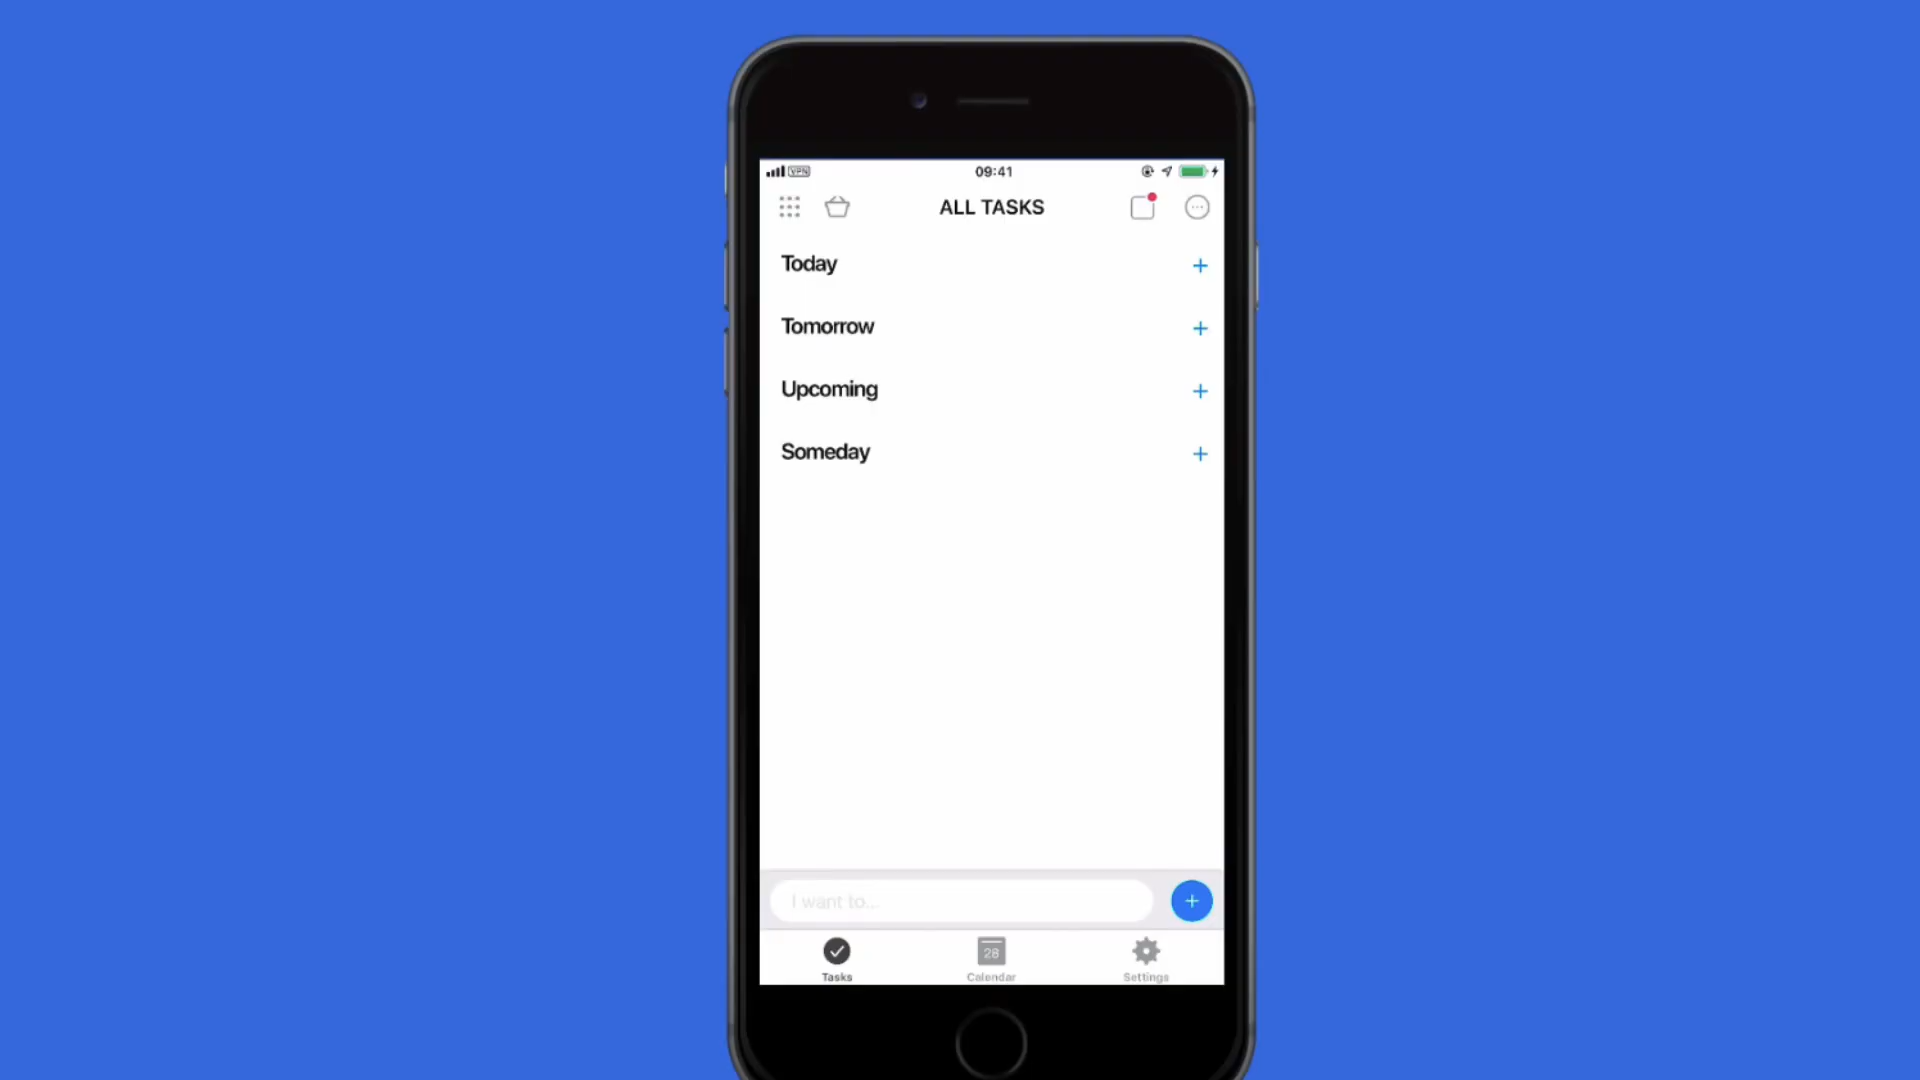 VPN 09:41
ALL TASKS
Today
Tomorrow
Upcoming
Someday
I want to...
28
Tasks Calendar Settings